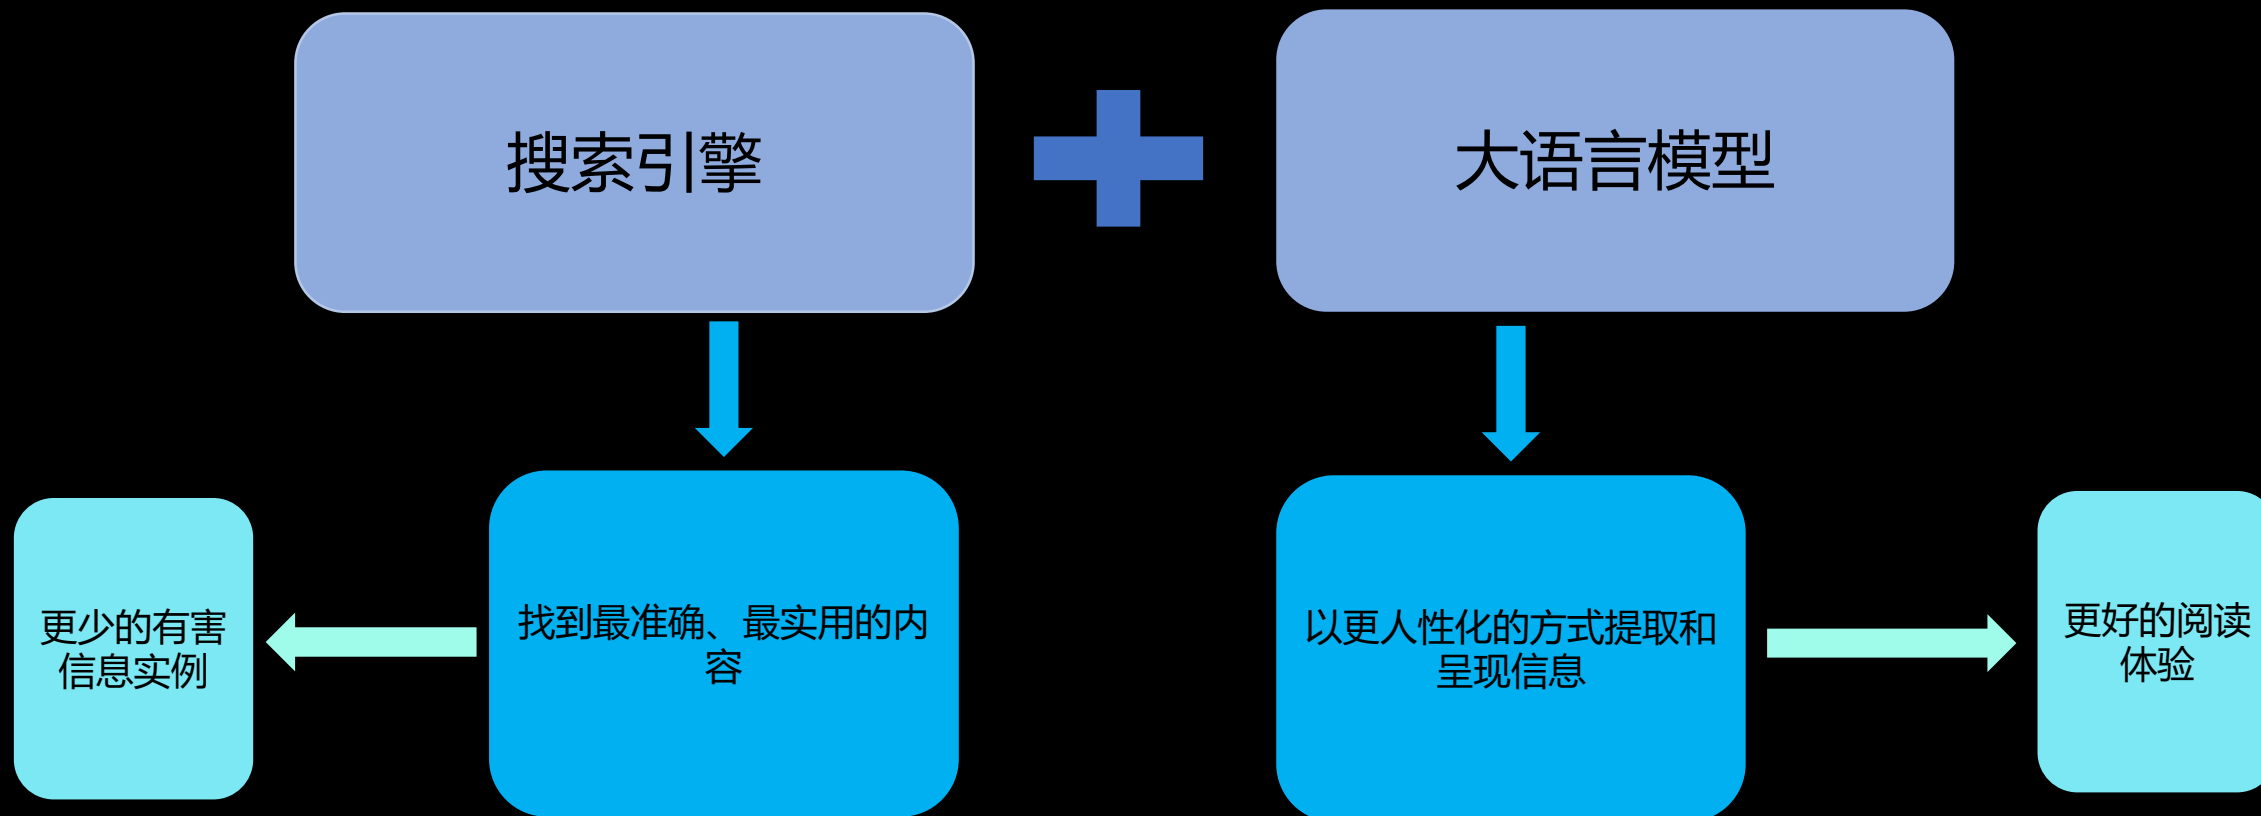 搜索引擎
大语言模型
更少的有害
信息实例
找到最准确、最实用的内
容
以更人性化的方式提取和
呈现信息
更好的阅读
体验